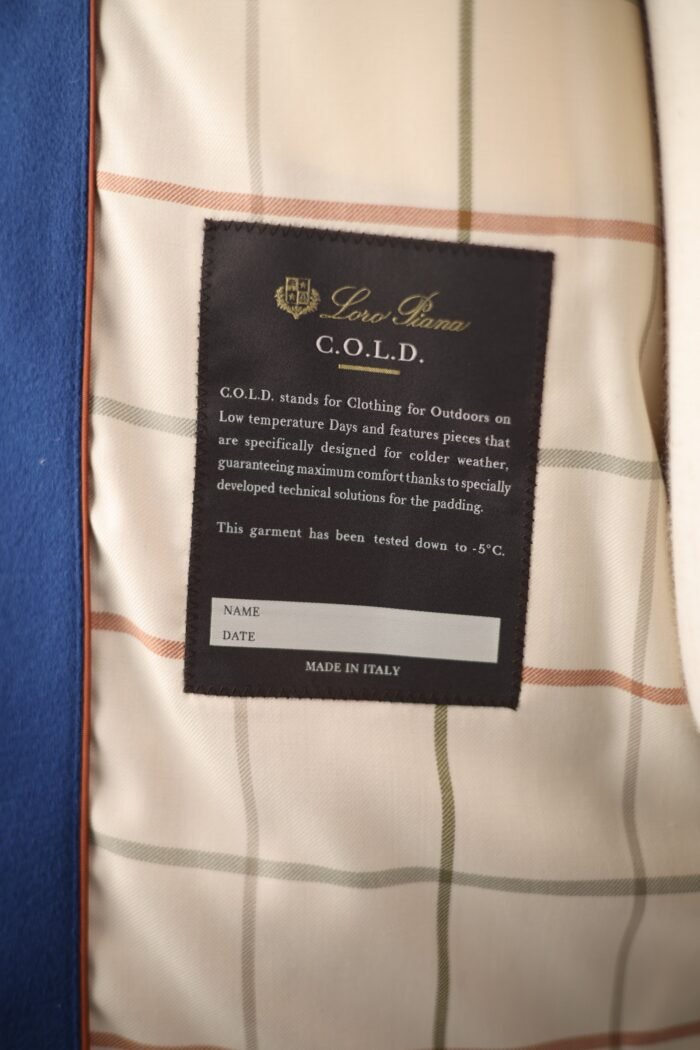 Loro Piana
C.O.L.D.
C.O.L.D. stands for Clothing for Outdoors on
Low temperature Days and features pieces that
are specifically designed for colder weather,
guaranteeing maximum comfort thanks to specially
developed technical solutions for the padding.
This garment has been tested down to -5°C.
NAME
DATE
MADE IN ITALY